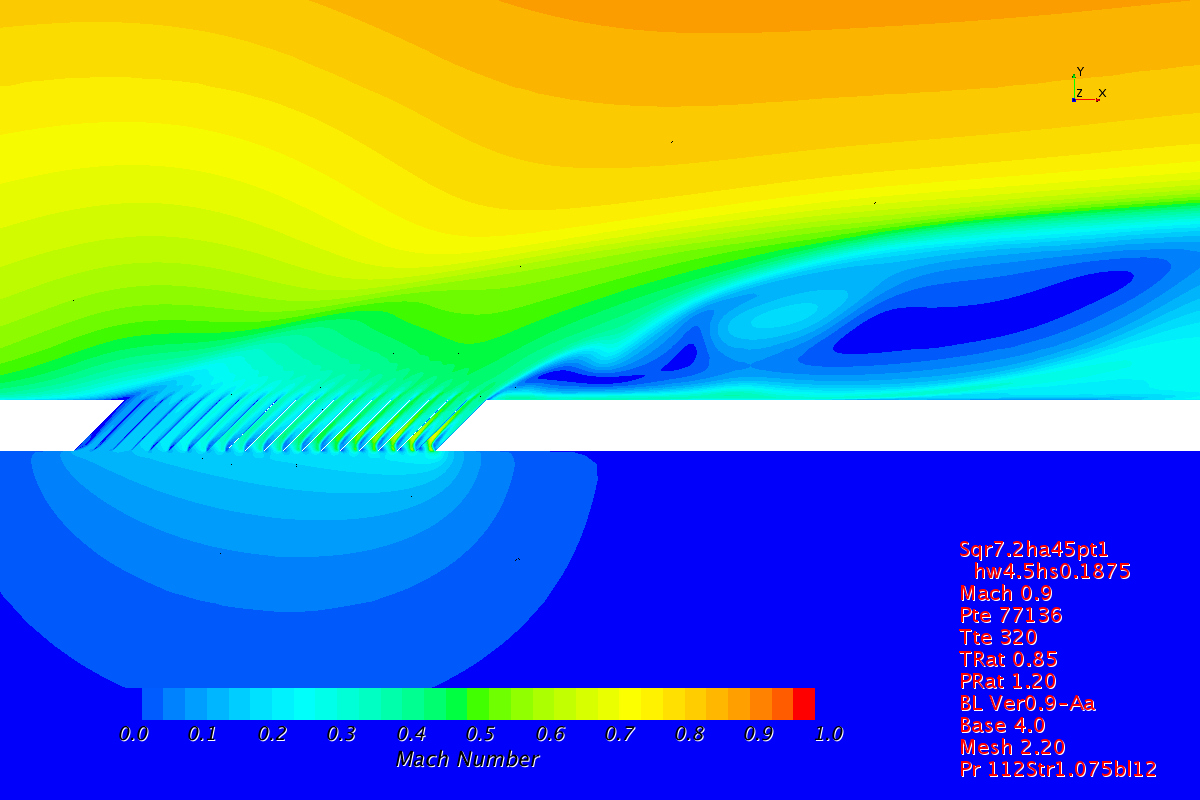 Y
Z X
Sqr7.2ha45pt1
hw4.5hs0.1875
Mach 0.9
Pte 77136
Tte 320
TRat 0.85
PRat 1.20
BL Ver0.9-Aa
Base 4.0
Mesh 2.20
Pr 112Str1.075bl12
0.0 0.1 0.2 0.3 0.4 0.5 0.6 0.7 0.8 0.9 1.0
Mach Number